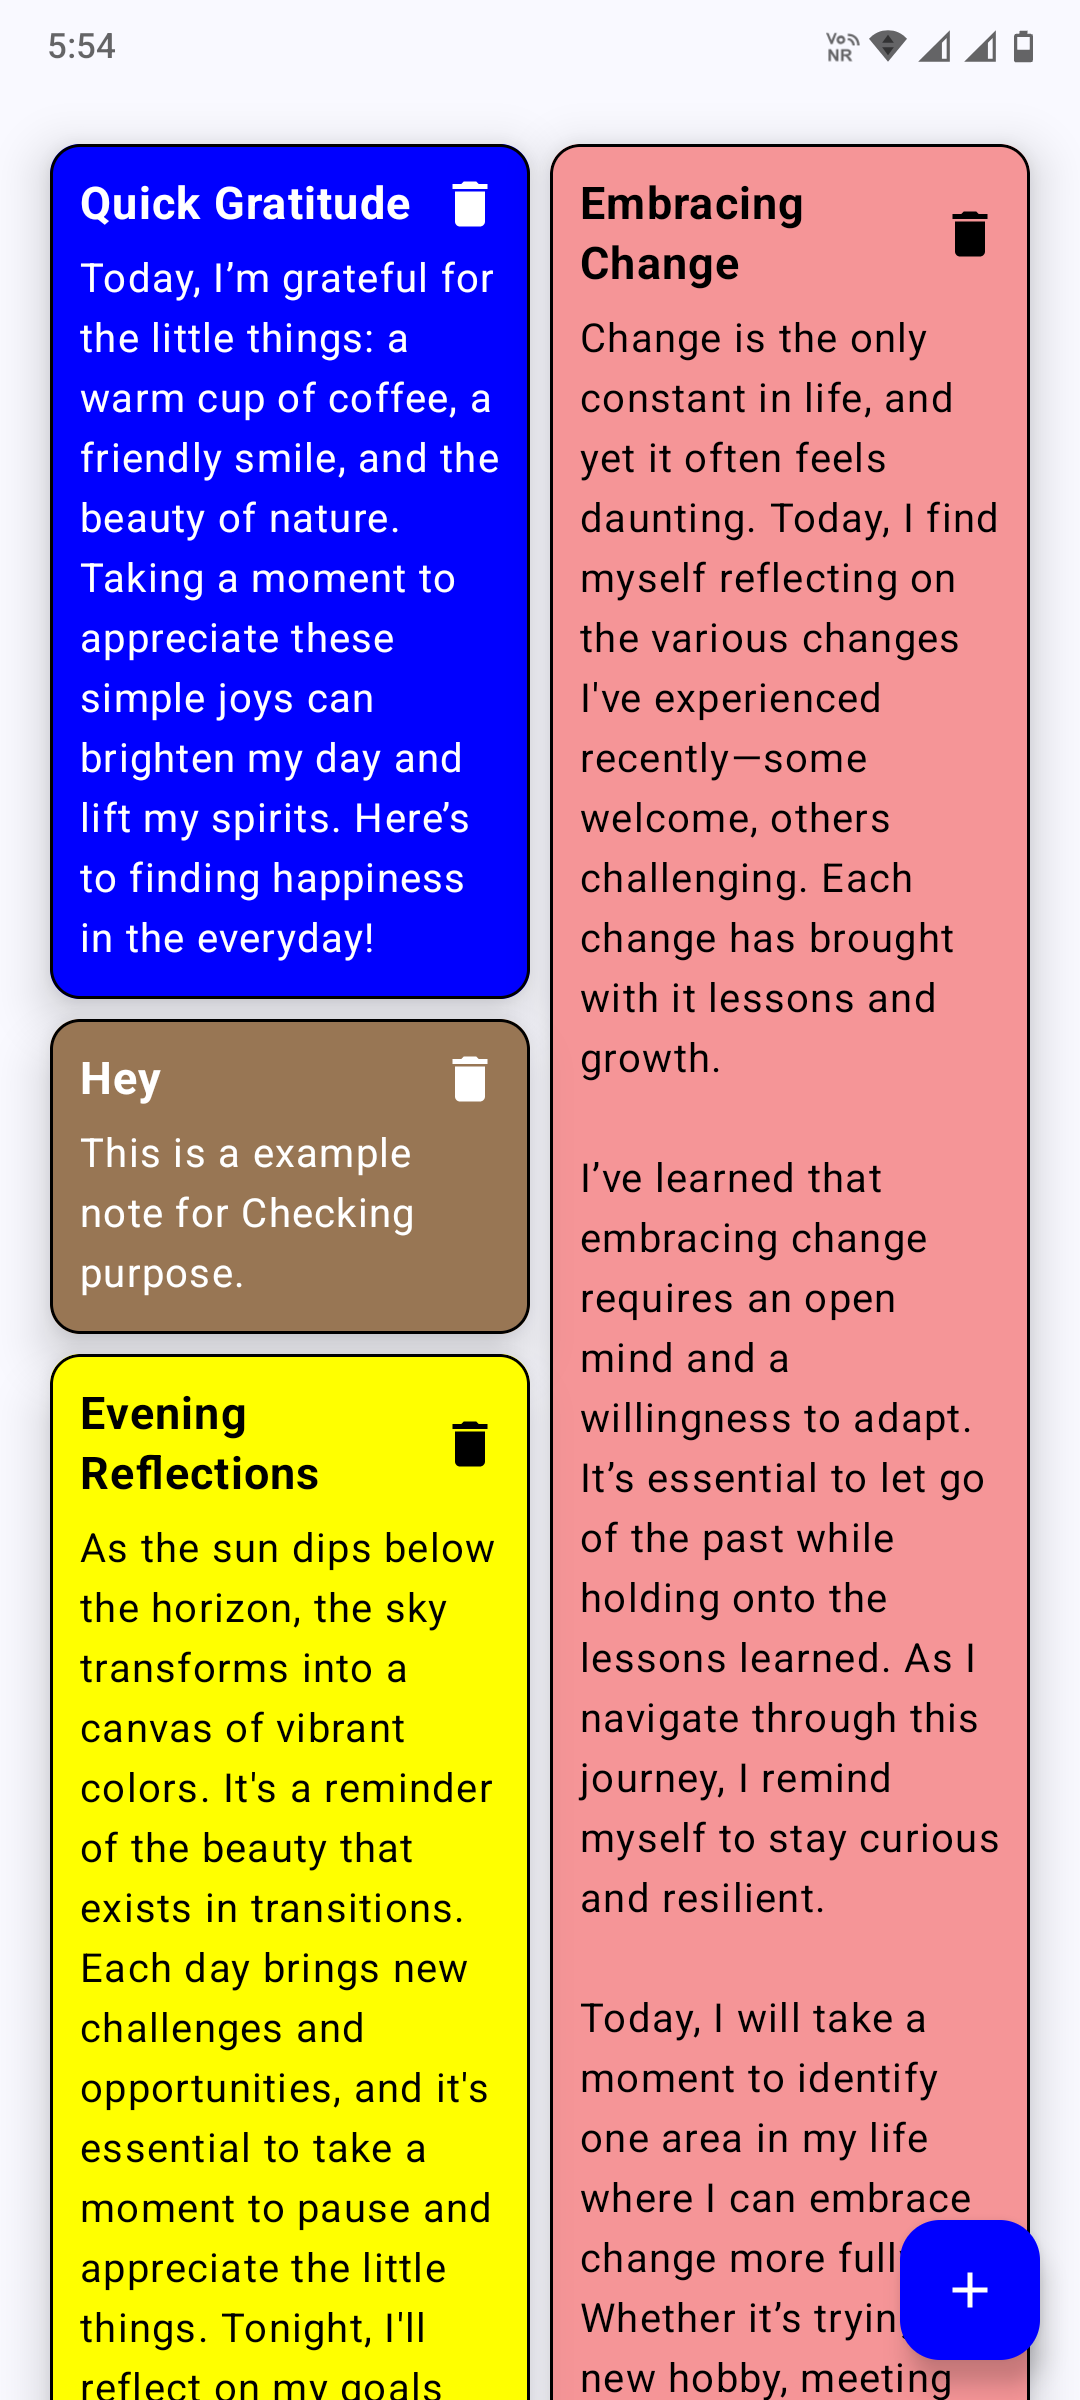 5:54
Vo NR
Quick Gratitude
Today, I’m grateful for
the little things: a
warm cup of coffee, a
friendly smile, and the
beauty of nature.
Taking a moment to
appreciate these
simple joys can
brighten my day and
lift my spirits. Here’s
to finding happiness
in the everyday!
Hey
This is a example
note for Checking
purpose.
Evening
Reflections
As the sun dips below
the horizon, the sky
transforms into a
canvas of vibrant
colors. It's a reminder
of the beauty that
exists in transitions.
Each day brings new
challenges and
opportunities, and it's
essential to take a
moment to pause and
appreciate the little
things. Tonight, I'll
reflect on my goals
Embracing
Change
Change is the only
constant in life, and
yet it often feels
daunting. Today, I find
myself reflecting on
the various changes
I've experienced
recently—some
welcome, others
challenging. Each
change has brought
with it lessons and
growth.
I’ve learned that
embracing change
requires an open
mind and a
willingness to adapt.
It’s essential to let go
of the past while
holding onto the
lessons learned. As I
navigate through this
journey, I remind
myself to stay curious
and resilient.
Today, I will take a
moment to identify
one area in my life
where I can embrace
change more
Whether it’s
new hobby, meeting